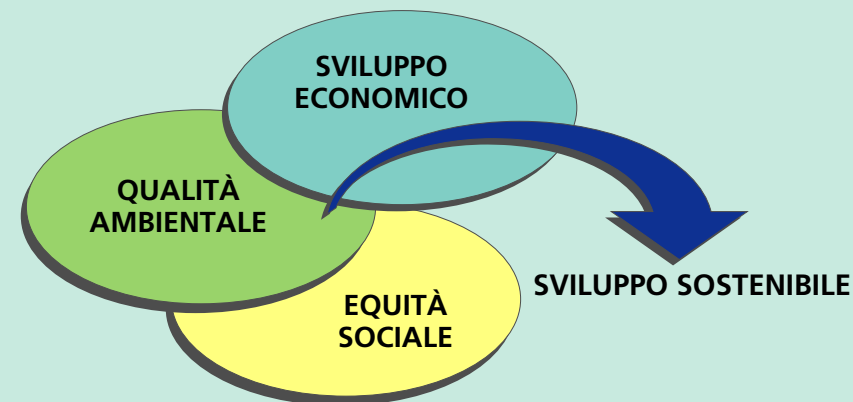 SVILUPPO
ECONOMICO
QUALITÀ
AMBIENTALE
EQUITÀ
SOCIALE
SVILUPPO SOSTENIBILE